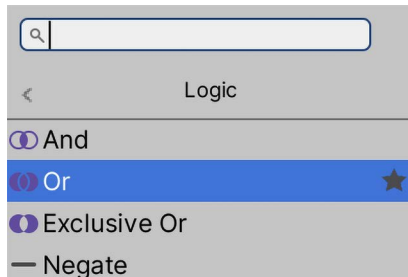 Logic
And
Or
Exclusive Or
Negate